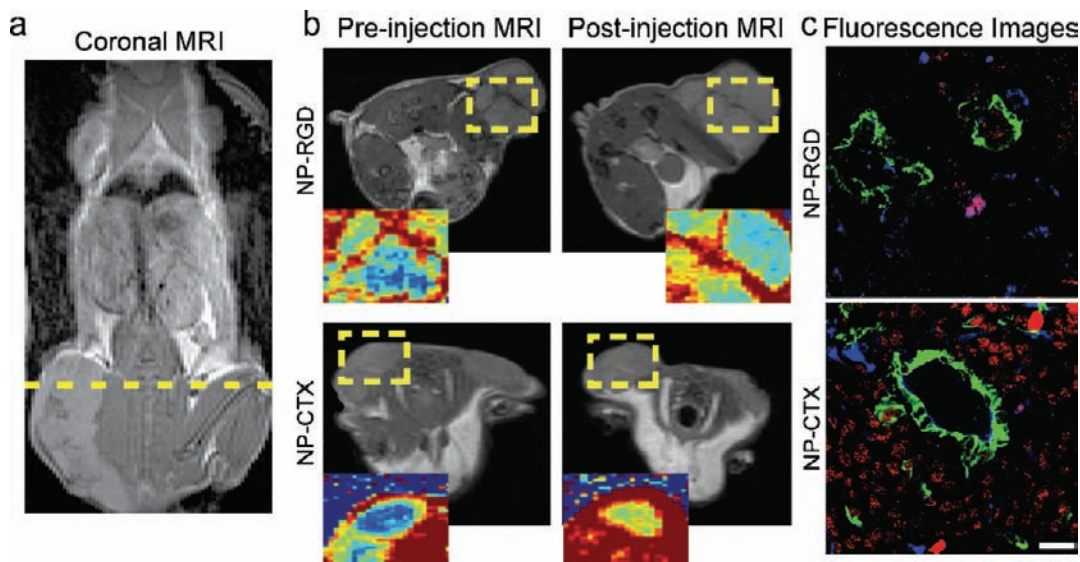 a
Coronal MRI
b
Pre-injection MRI
Post-injection MRI
c
Fluorescence Images
NP-RGD
NP-RGD
NP-CTX
NP-CTX